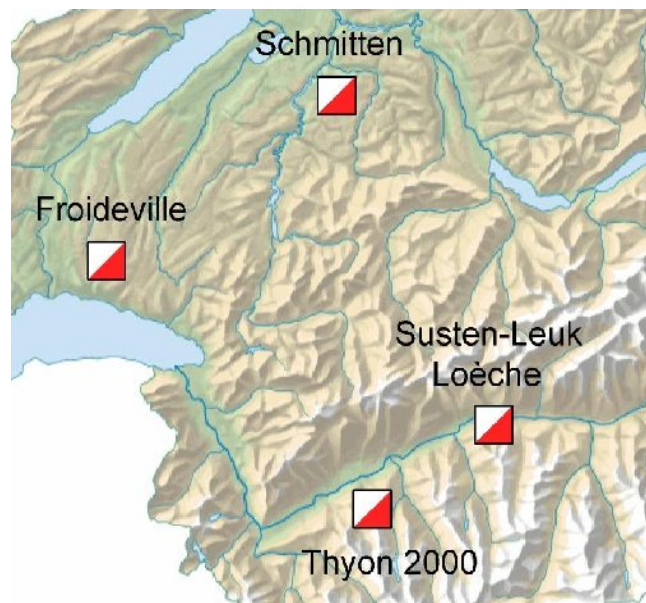 Schmitten
Froideville
Susten-Leuk
Loèche
Thyon 2000